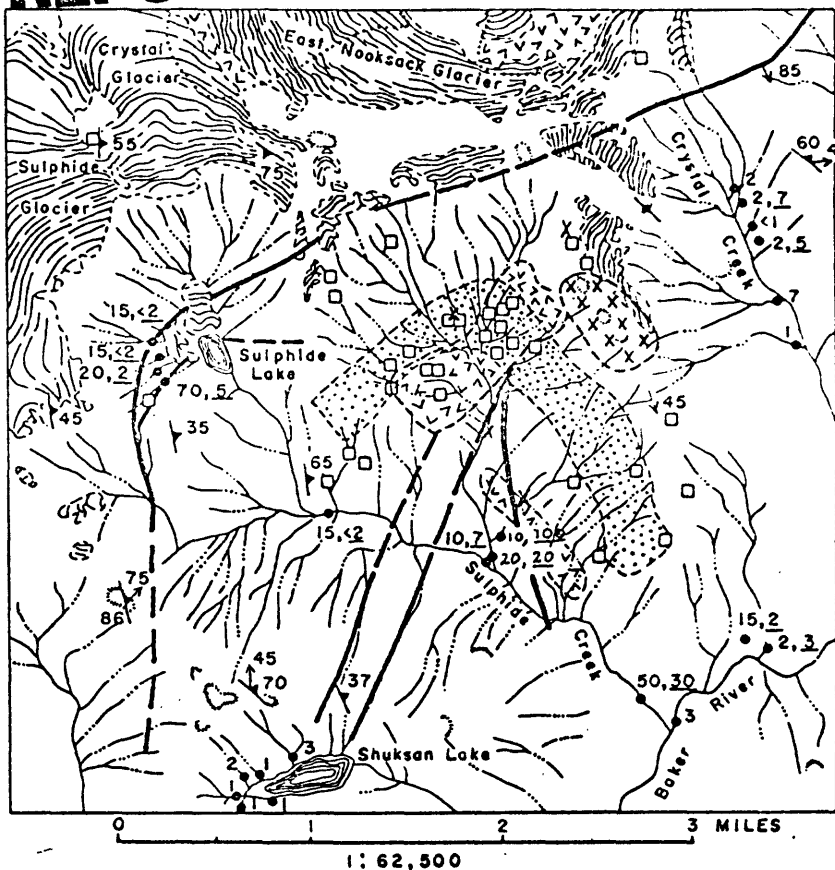 Crystal
Glacier
East Nooksack Glacier
85
Crystal
Creek
60
55
75
Sulphide
Glacier
2
2, 7
<1
2, 5
7
1
15,<2
15,<2
20, 2
70, 5
Sulphide
Lake
45
35
45
65
15,<2
10, 7
10,
20, 20
Sulphide
Creek
75
86
15, 2
2, 3
50, 30
3
Baker
River
45
70
37
3
2
1
1
1
Shuksan Lake
0
1
2
3 MILES
1:62,500